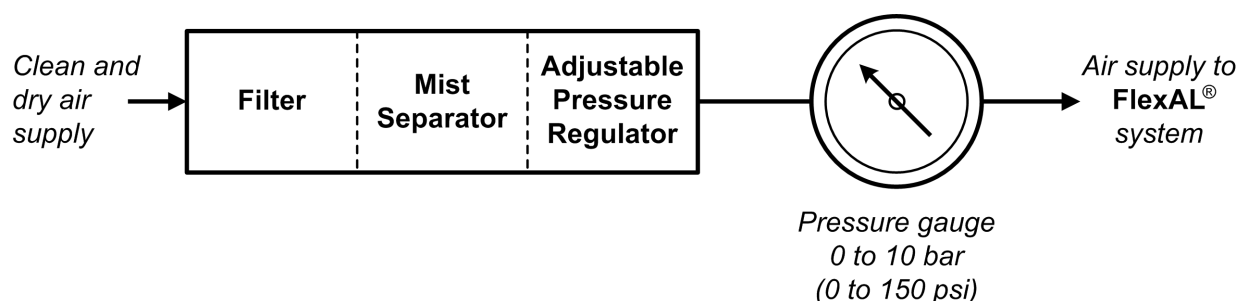 Clean and
dry air
supply
Filter
Mist
Separator
Adjustable
Pressure
Regulator
Pressure gauge
0 to 10 bar
(0 to 150 psi)
Air supply to
FlexAL®
system